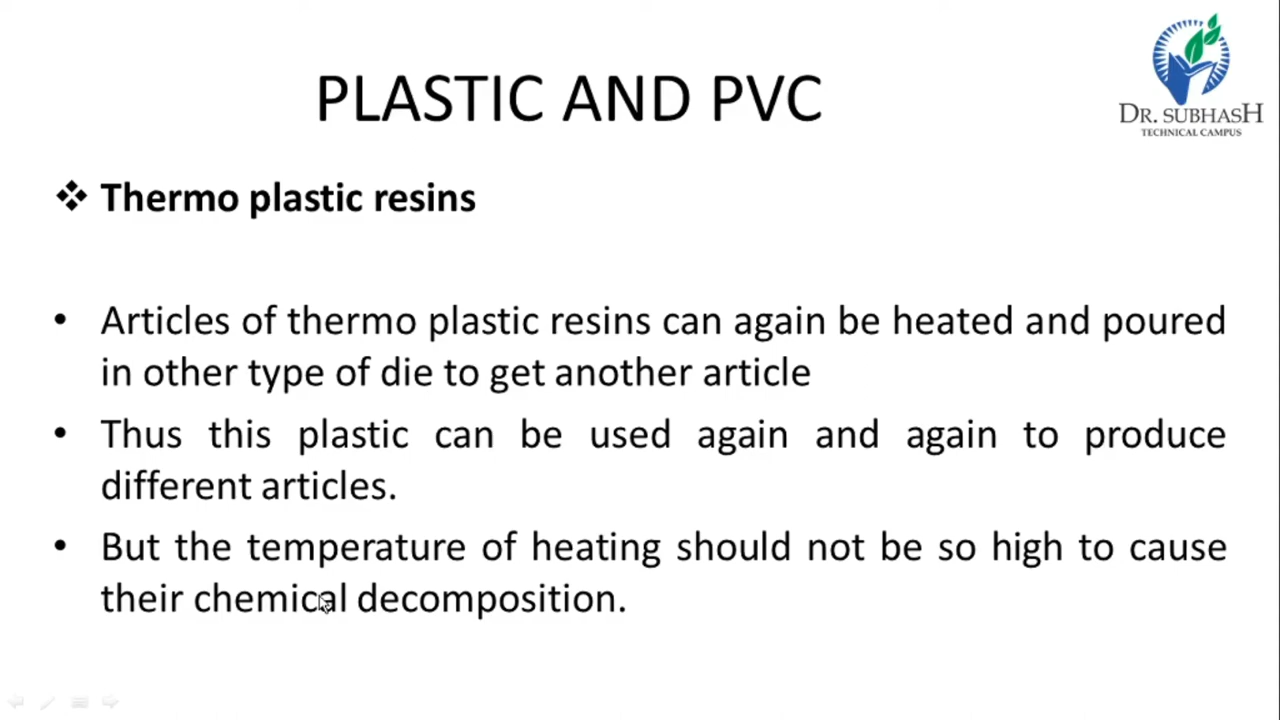 DR. SUBHASH
TECHNICAL CAMPUS
PLASTIC AND PVC
❖ Thermo plastic resins
• Articles of thermo plastic resins can again be heated and poured
in other type of die to get another article
• Thus this plastic can be used again and again to produce
different articles.
• But the temperature of heating should not be so high to cause
their chemical decomposition.